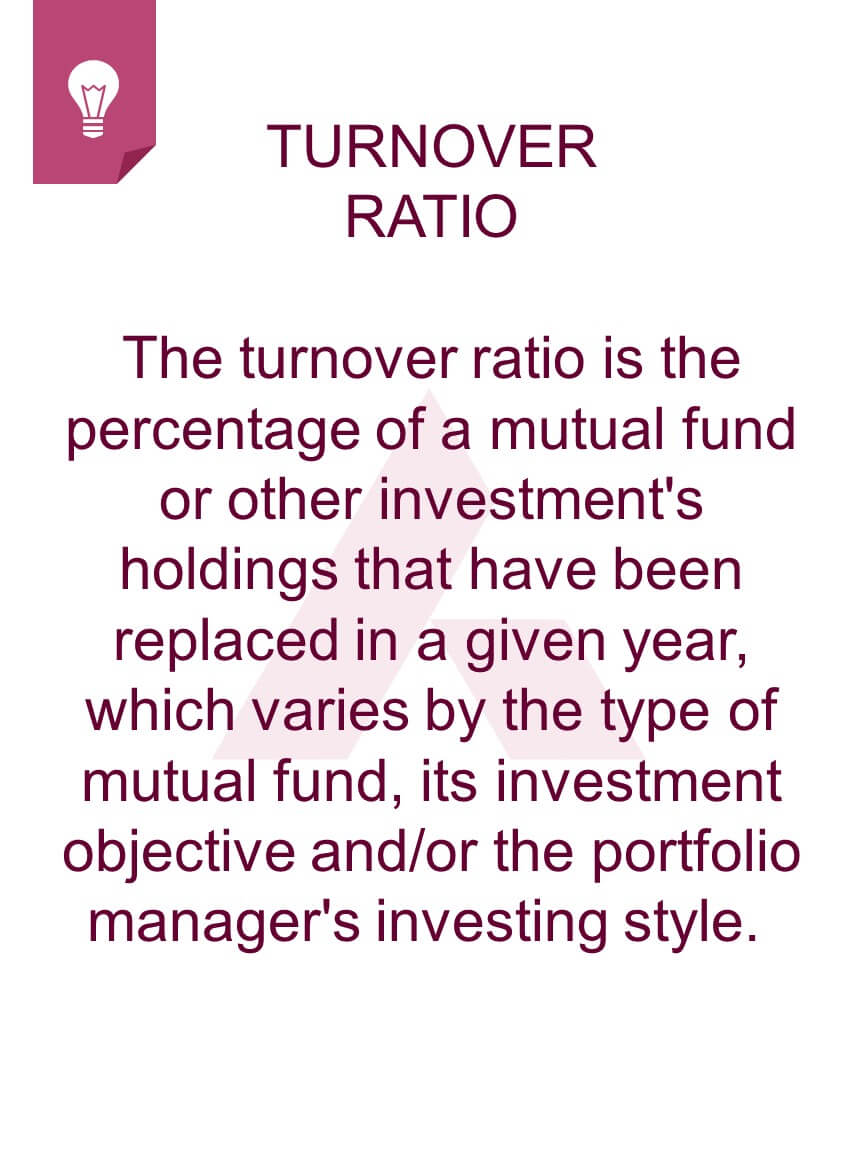 TURNOVER
RATIO
The turnover ratio is the
percentage of a mutual fund
or other investment's
holdings that have been
replaced in a given year,
which varies by the type of
mutual fund, its investment
objective and/or the portfolio
manager's investing style.